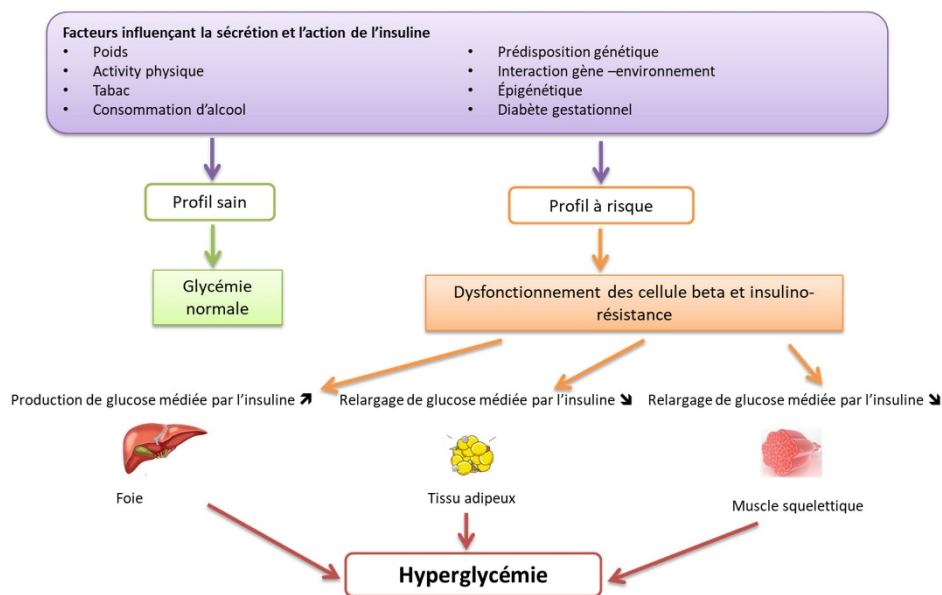 Facteurs influençant la sécrétion et l'action de l'insuline
• Poids
• Activity physique
• Tabac
• Consommation d'alcool
• Prédisposition génétique
• Interaction gène –environnement
• Épigénétique
• Diabète gestationnel
Profil sain
Profil à risque
Glycémie
normale
Dysfonctionnement des cellule beta et insulino-
résistance
Production de glucose médiée par l'insuline ⬈
Relargage de glucose médiée par l'insuline ⬊
Relargage de glucose médiée par l'insuline ⬊
Foie
Tissu adipeux
Muscle squelettique
Hyperglycémie